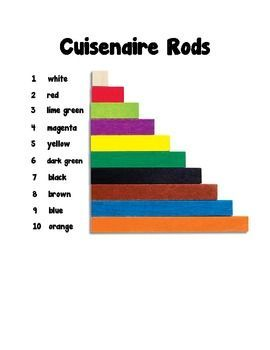 Cuisenaire Rods
1 white
2 red
3 lime green
4 magenta
5 yellow
6 dark green
7 black
8 brown
9 blue
10 orange